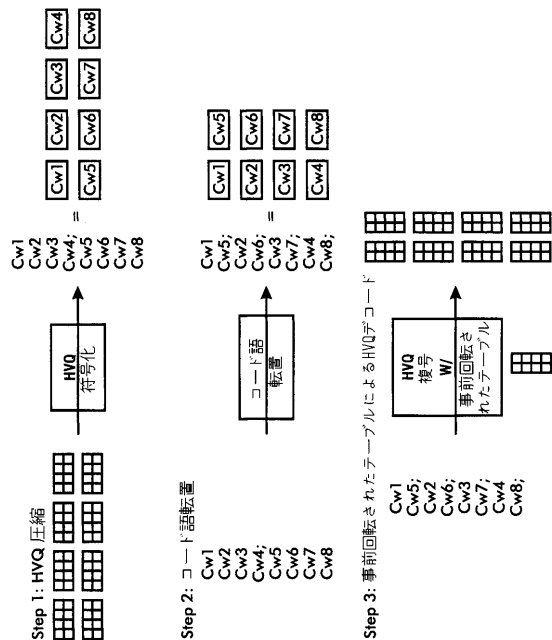 Step 1: HVQ 圧縮
HVQ
符号化
Cw1
Cw2
Cw3
Cw4;
Cw5
Cw6
Cw7
Cw8
=
Cw1 Cw2 Cw3 Cw4
Cw5 Cw6 Cw7 Cw8
Step 2: コード語転置
Cw1
Cw2
Cw3
Cw4;
Cw5
Cw6
Cw7
Cw8
コード語
転置
Cw1
Cw5;
Cw2
Cw6;
Cw3
Cw7;
Cw4
Cw8;
=
Cw1 Cw5
Cw2 Cw6
Cw3 Cw7
Cw4 Cw8
Step 3: 事前回転されたテーブルによるHVQデコード
Cw1
Cw5;
Cw2
Cw6;
Cw3
Cw7;
Cw4
Cw8;
HVQ
複号
W/
事前回転さ
れたテーブル